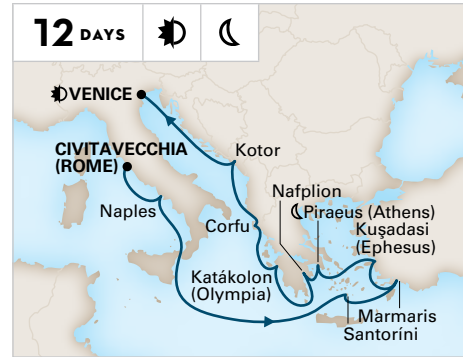 12 DAYS
VENICE
CIVITAVECCHIA
(ROME)
Kotor
Nafplion
Piraeus (Athens)
Kuşadasi
(Ephesus)
Naples
Corfu
Katákolon
(Olympia)
Marmaris
Santoríni